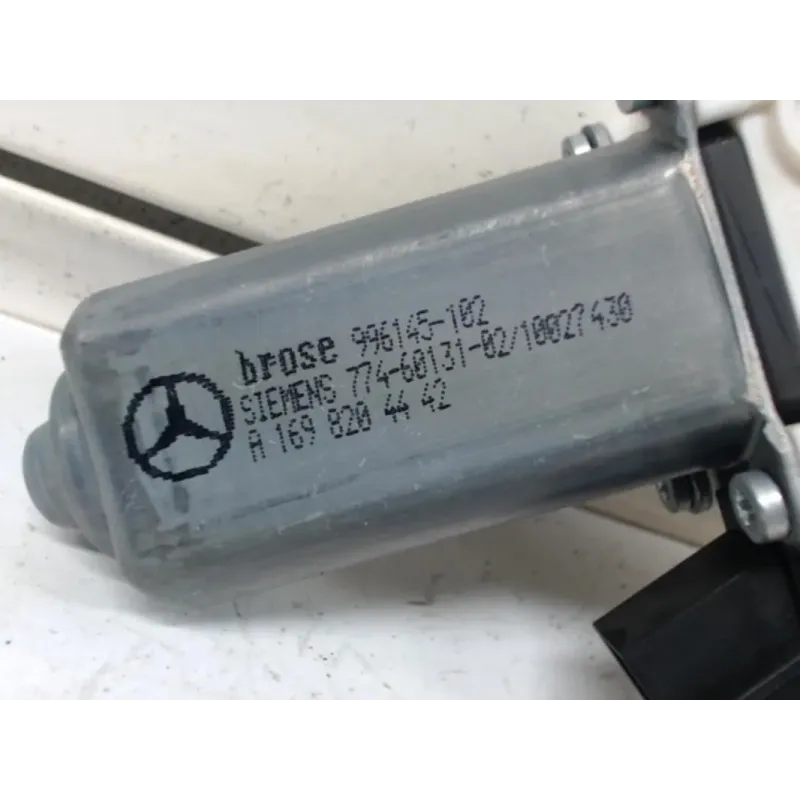 brose 996145-102
SIEMENS 774-60131-02/10027430
A 169 820 44 42